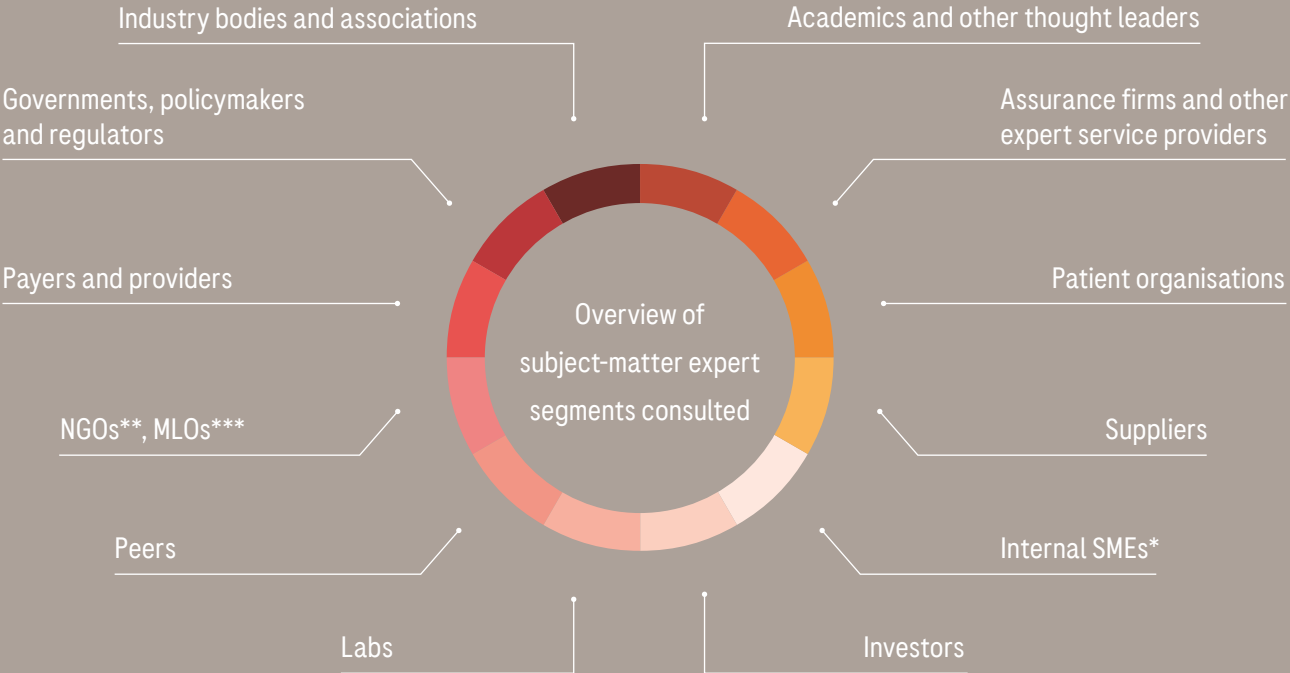 Industry bodies and associations
Academics and other thought leaders
Governments, policymakers
and regulators
Assurance firms and other
expert service providers
Payers and providers
Patient organisations
Overview of
subject-matter expert
segments consulted
NGOs**, MLOs***
Suppliers
Peers
Internal SMEs*
Labs
Investors